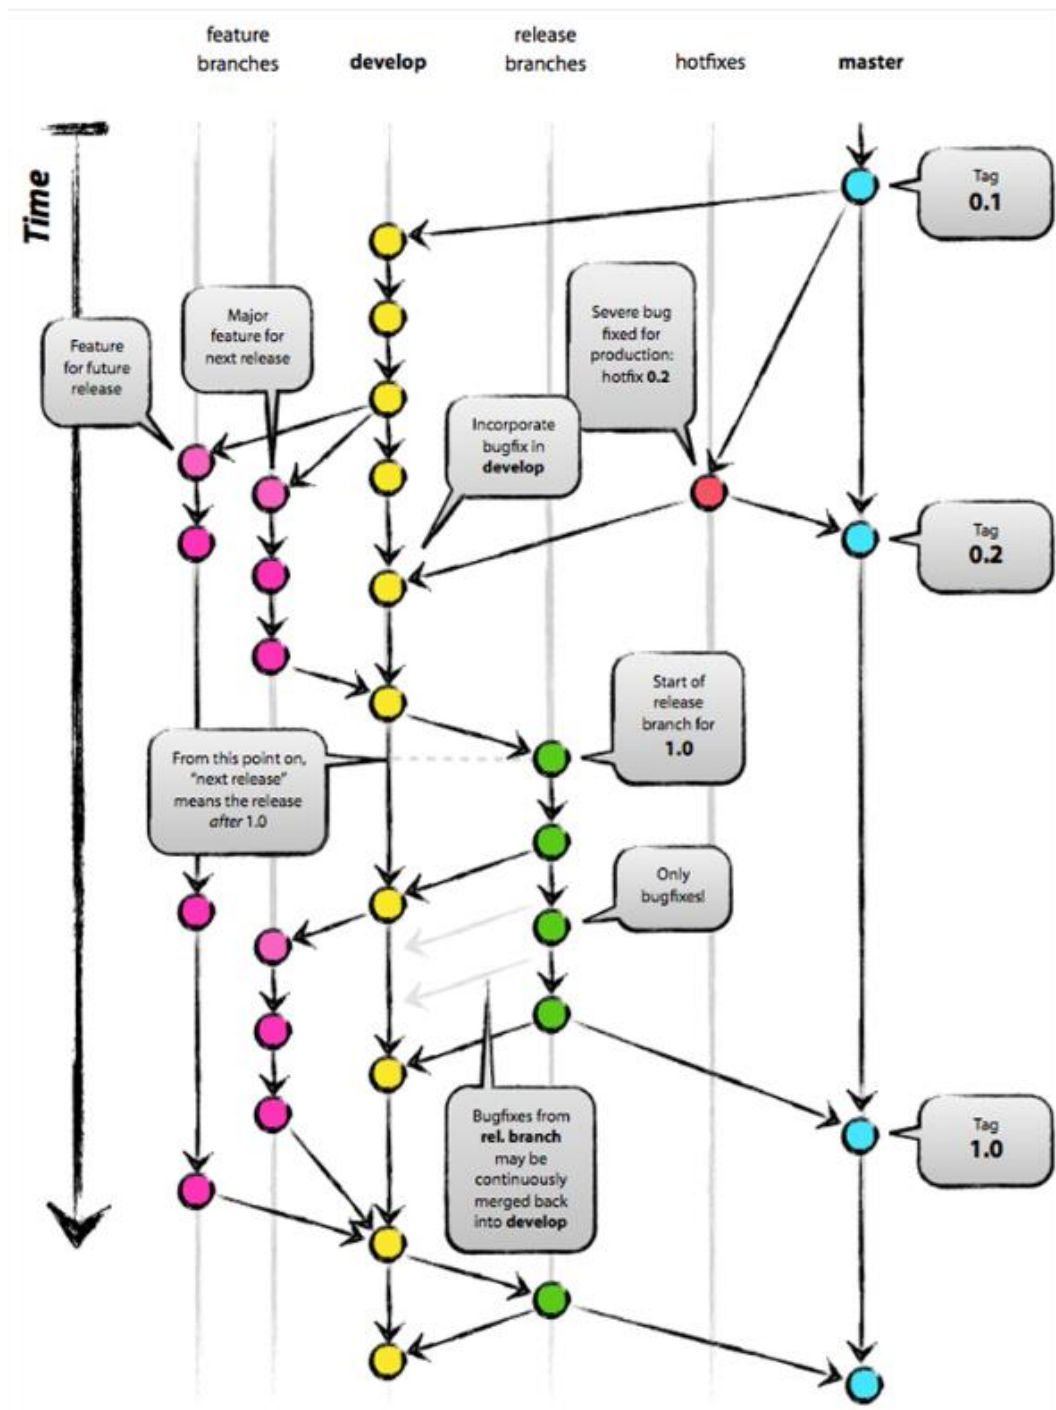 feature
branches
develop
release
branches
hotfixes
master
Time
Tag
0.1
Major
feature for
next release
Severe bug
fixed for
production:
hotfix 0.2
Feature
for future
release
Incorporate
bugfix in
develop
Tag
0.2
Start of
release
branch for
1.0
From this point on,
“next release”
means the release
after 1.0
Only
bugfixes!
Bugfixes from
rel. branch
may be
continuously
merged back
into develop
Tag
1.0